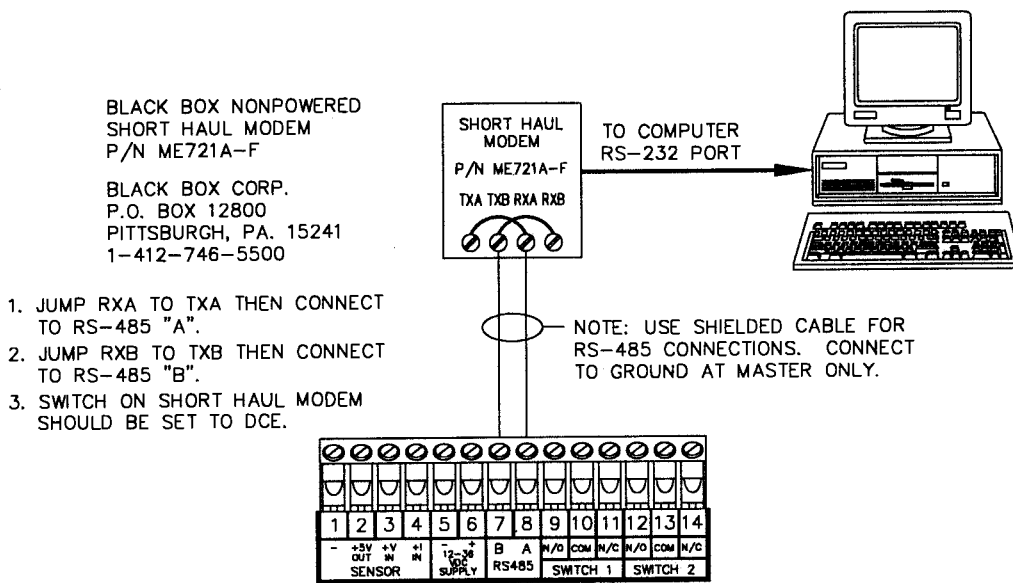 BLACK BOX NONPOWERED
SHORT HAUL MODEM
P/N ME721A-F
BLACK BOX CORP.
P.O. BOX 12800
PITTSBURGH, PA. 15241
1-412-746-5500
1. JUMP RXA TO TXA THEN CONNECT
TO RS-485 "A".
2. JUMP RXB TO TXB THEN CONNECT
TO RS-485 "B".
3. SWITCH ON SHORT HAUL MODEM
SHOULD BE SET TO DCE.
SHORT HAUL
MODEM
P/N ME721A-F
TXA TXB RXA RXB
TO COMPUTER
RS-232 PORT
NOTE: USE SHIELDED CABLE FOR
RS-485 CONNECTIONS. CONNECT
TO GROUND AT MASTER ONLY.
1 2 3 4 5 6 7 8 9 10 11 12 13 14
- +5V OUT +V IN +I IN
SENSOR
- +
12-36
VDC
SUPPLY
B A
RS485
N/O COM N/C
SWITCH 1
N/O COM N/C
SWITCH 2